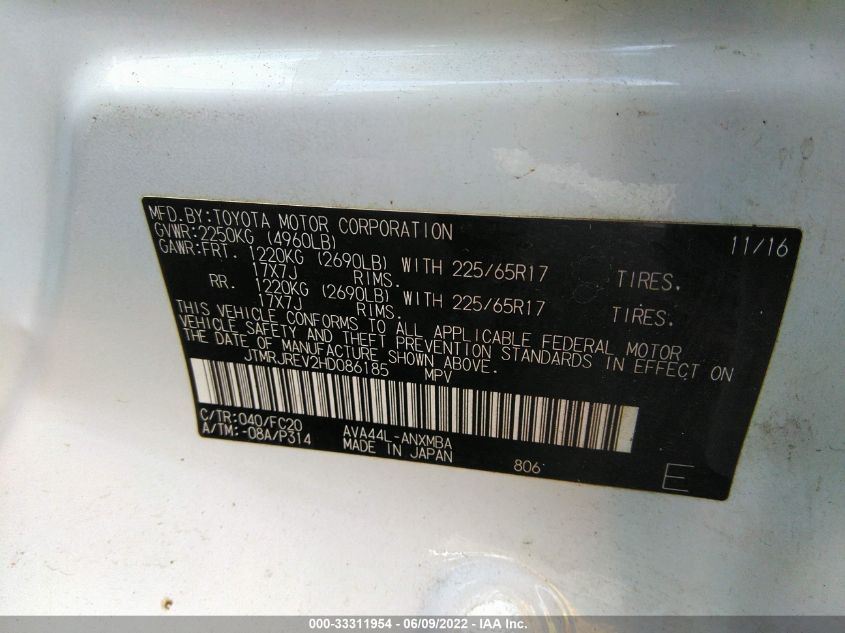 MFD.BY:TOYOTA MOTOR CORPORATION 11/16
GVWR:2250KG (4960LB)
GAWR:FRT. 1220KG (2690LB) WITH 225/65R17 TIRES.
17X7J RIMS.
RR. 1220KG (2690LB) WITH 225/65R17 TIRES.
17X7J RIMS.
THIS VEHICLE CONFORMS TO ALL APPLICABLE FEDERAL MOTOR
VEHICLE SAFETY AND THEFT PREVENTION STANDARDS IN EFFECT ON
THE DATE OF MANUFACTURE SHOWN ABOVE.
JTMRJREV2HD086185 MPV
C/TR:040/FC20 AVA44L-ANXMBA
A/TM:-08A/P314 MADE IN JAPAN
806 E
000-33311954 - 06/09/2022 - IAA Inc.